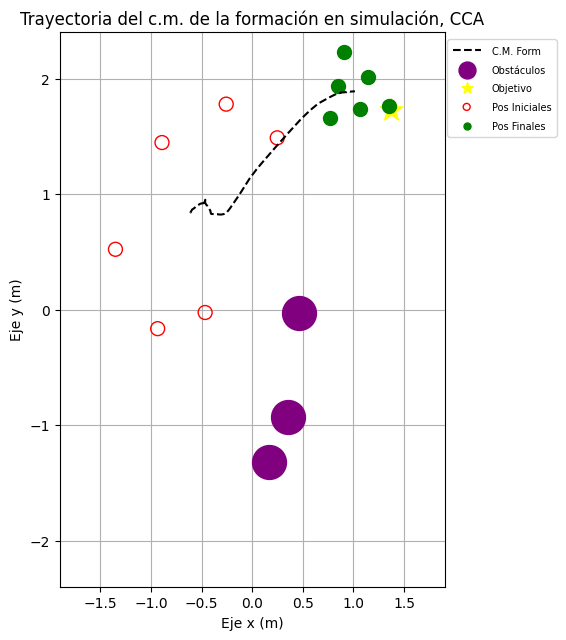 Trayectoria del c.m. de la formación en simulación, CCA
C.M. Form
Obstáculos
Objetivo
Pos Iniciales
Pos Finales
Eje y (m)
2
1
0
−1
−2
−1.5
−1.0
−0.5
0.0
0.5
1.0
1.5
Eje x (m)